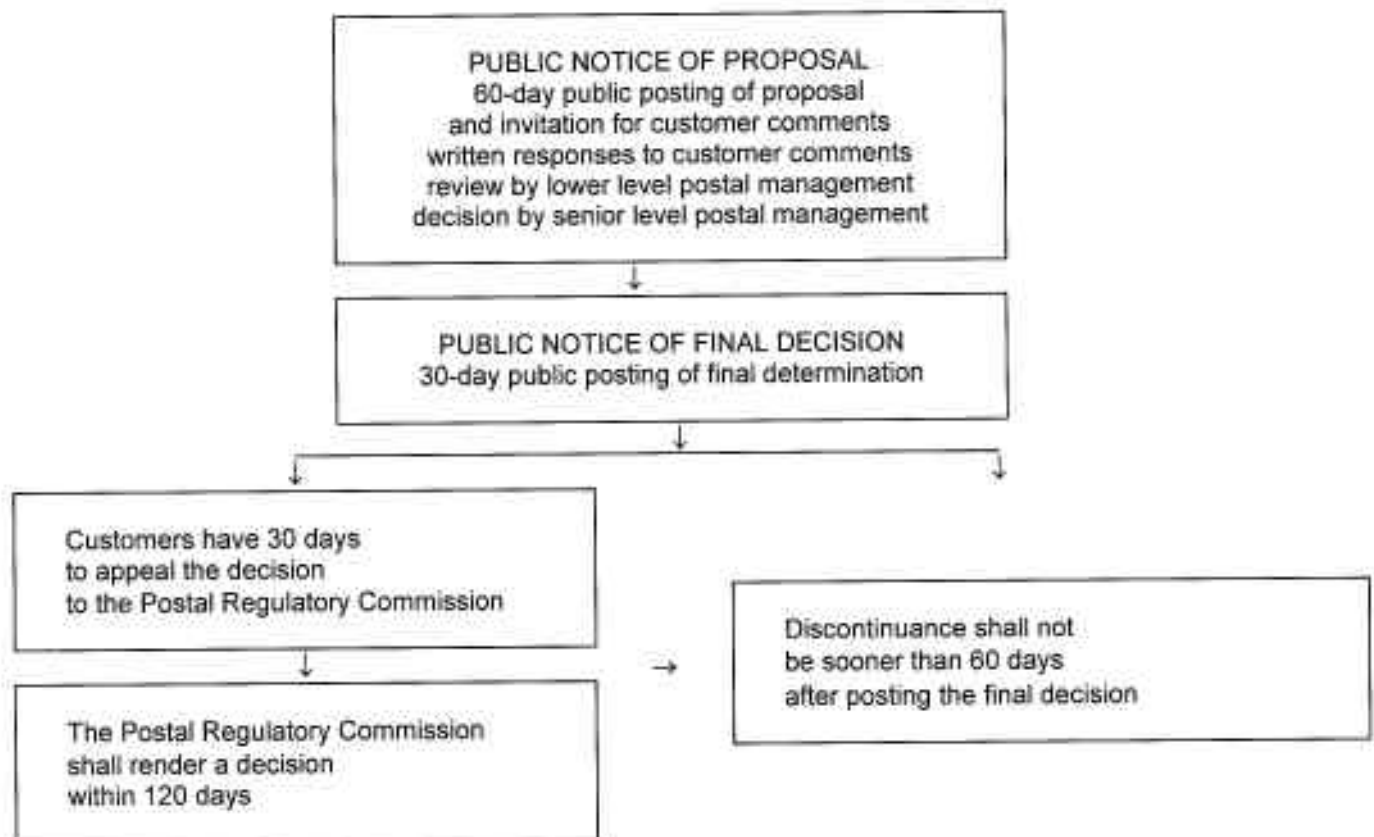 PUBLIC NOTICE OF PROPOSAL
60-day public posting of proposal
and invitation for customer comments
written responses to customer comments
review by lower level postal management
decision by senior level postal management
PUBLIC NOTICE OF FINAL DECISION
30-day public posting of final determination
Customers have 30 days
to appeal the decision
to the Postal Regulatory Commission
Discontinuance shall not
be sooner than 60 days
after posting the final decision
The Postal Regulatory Commission
shall render a decision
within 120 days